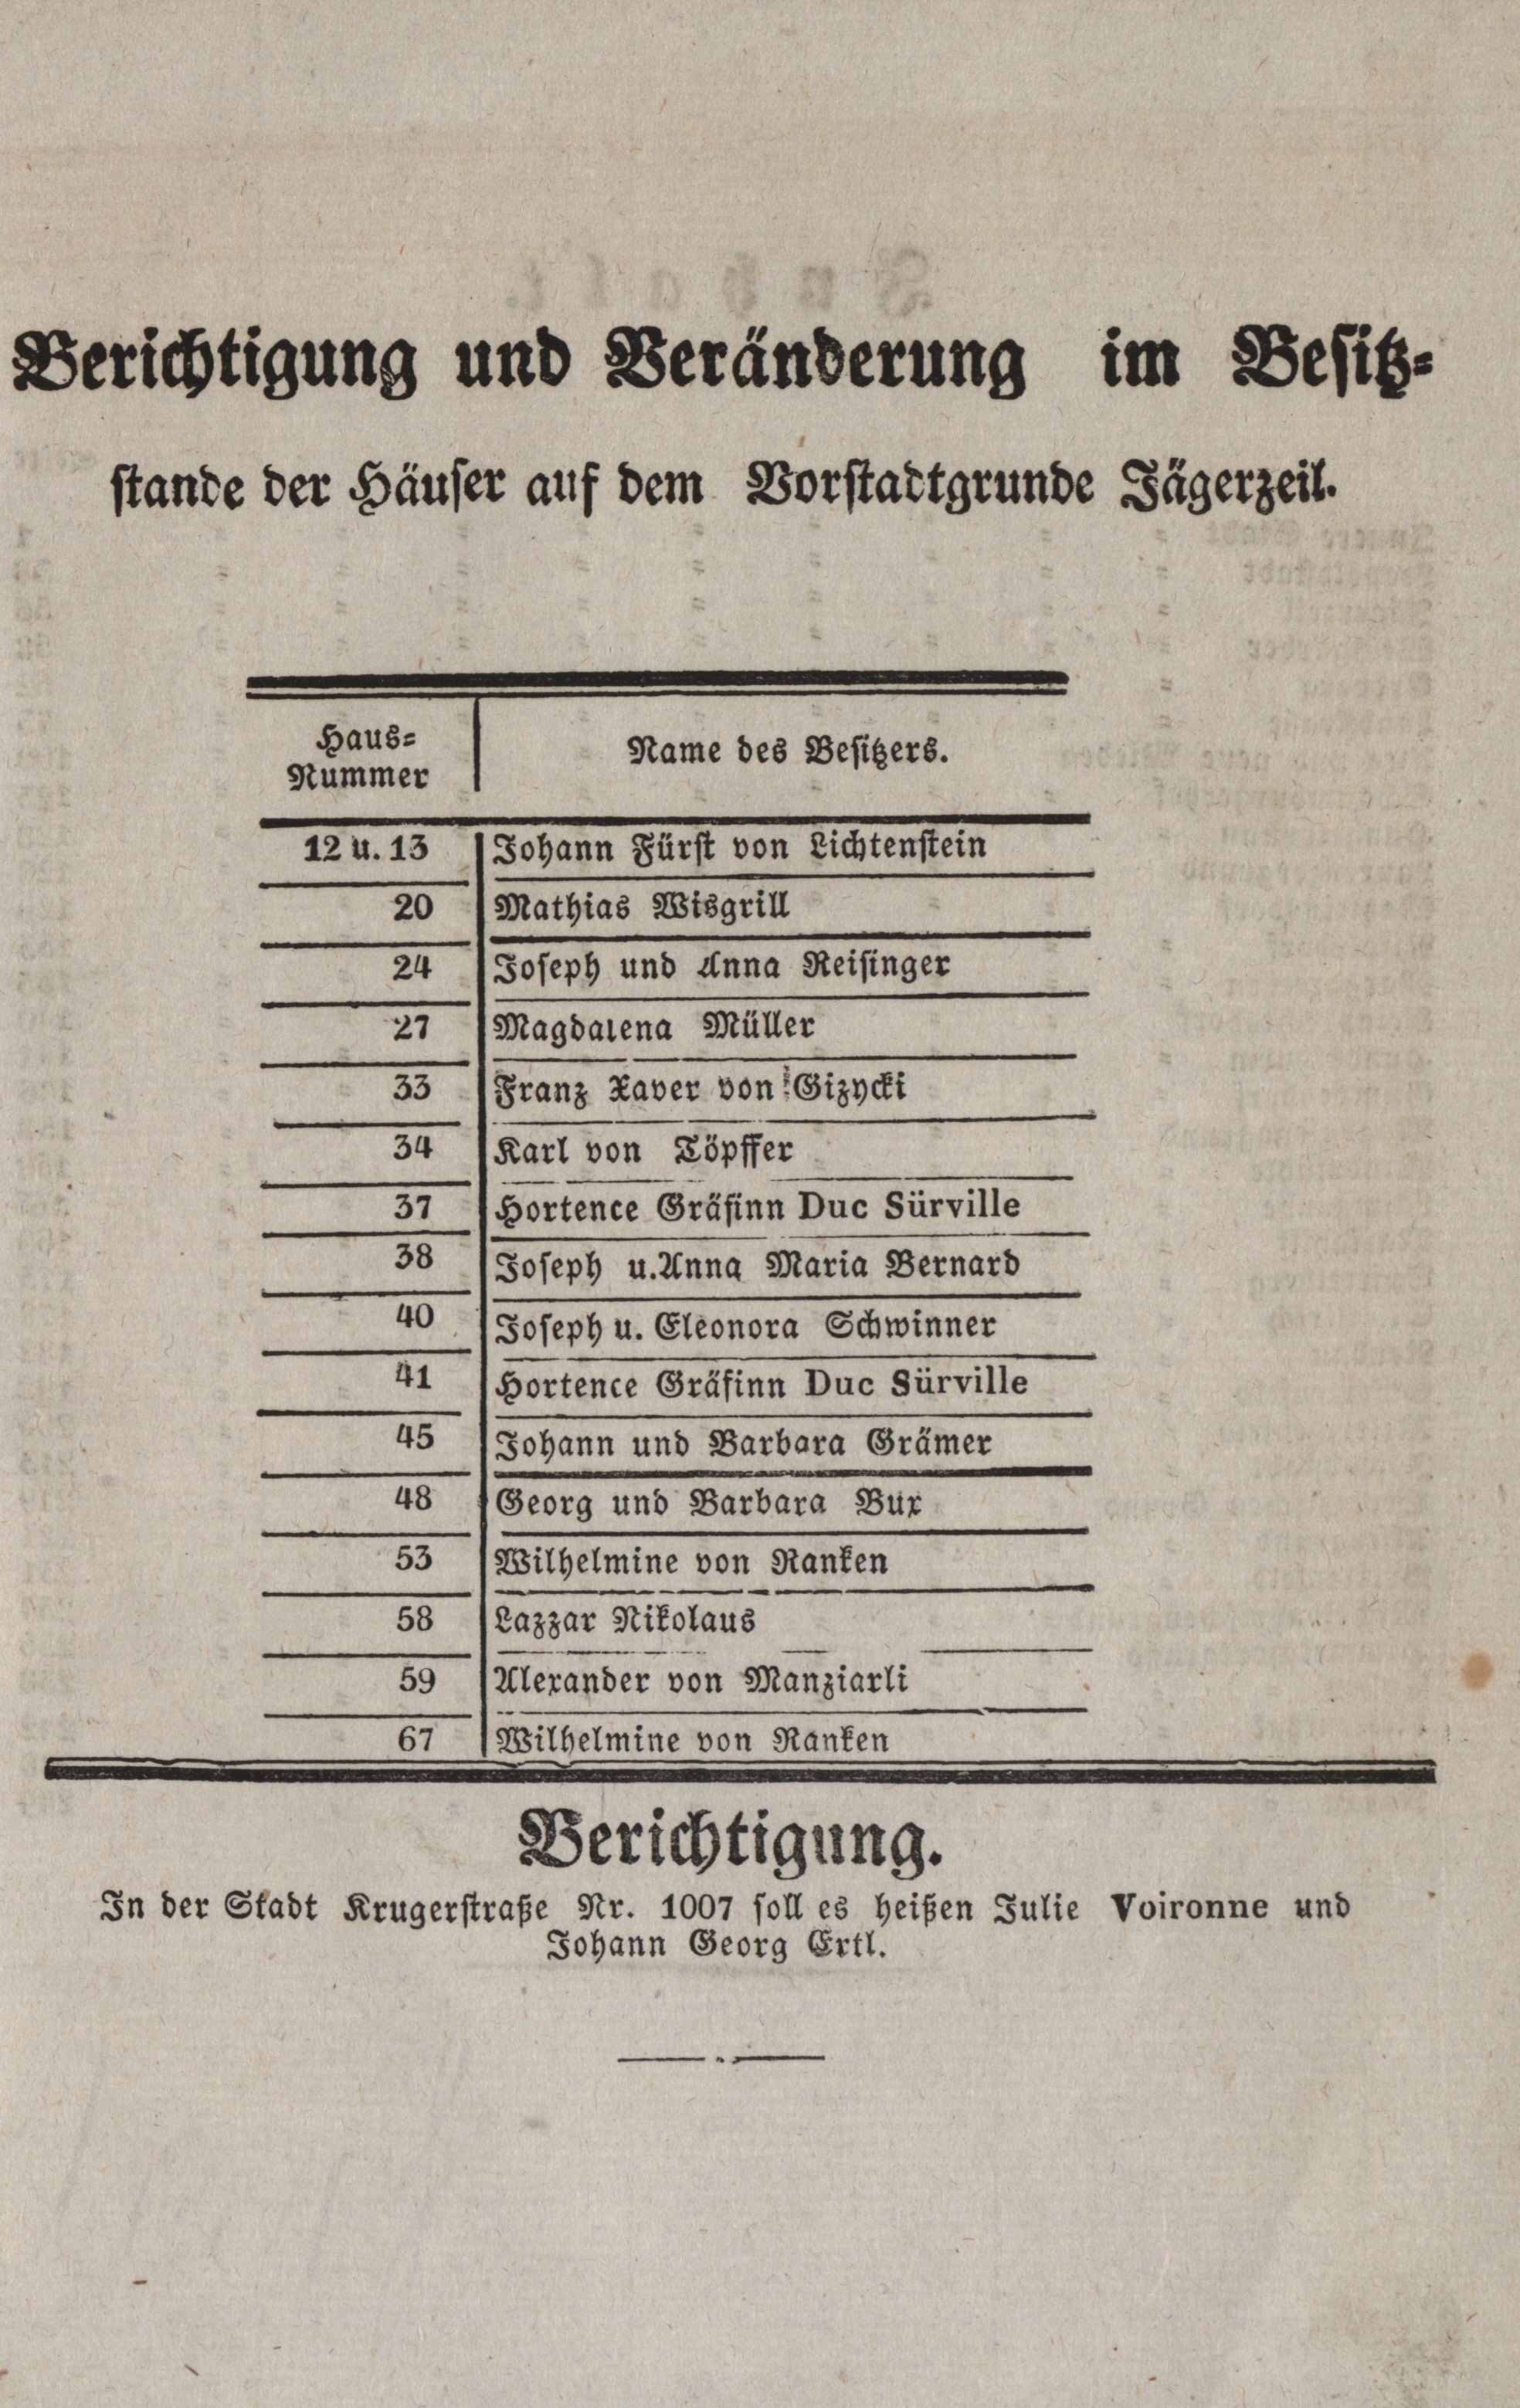 Berichtigung und Veränderung im Besitz-
stande der Häuser auf dem Vorstadtgrunde Jägerzeil.
Haus-
Nummer
Name des Besitzers.
12 u. 13 Johann Fürst von Lichtenstein
20 Mathias Wisgrill
24 Joseph und Anna Reisinger
27 Magdalena Müller
33 Franz Xaver von Gizycki
34 Karl von Töpffer
37 Hortence Gräfinn Duc Sürville
38 Joseph u. Anna Maria Bernard
40 Joseph u. Eleonora Schwinner
41 Hortence Gräfinn Duc Sürville
45 Johann und Barbara Grämer
48 Georg und Barbara Bux
53 Wilhelmine von Ranken
58 Lazzar Nikolaus
59 Alexander von Manziarli
67 Wilhelmine von Ranken
Berichtigung.
In der Stadt Krugerstraße Nr. 1007 soll es heißen Julie Voironne und
Johann Georg Ertl.